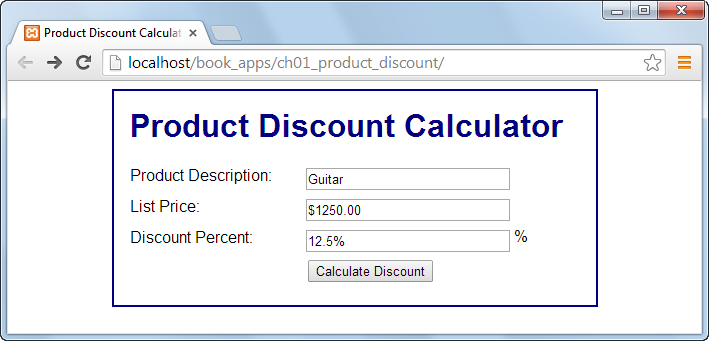 Product Discount Calculat
localhost/book_apps/ch01_product_discount/
Product Discount Calculator
Product Description: Guitar
List Price: $1250.00
Discount Percent: 12.5% %
Calculate Discount